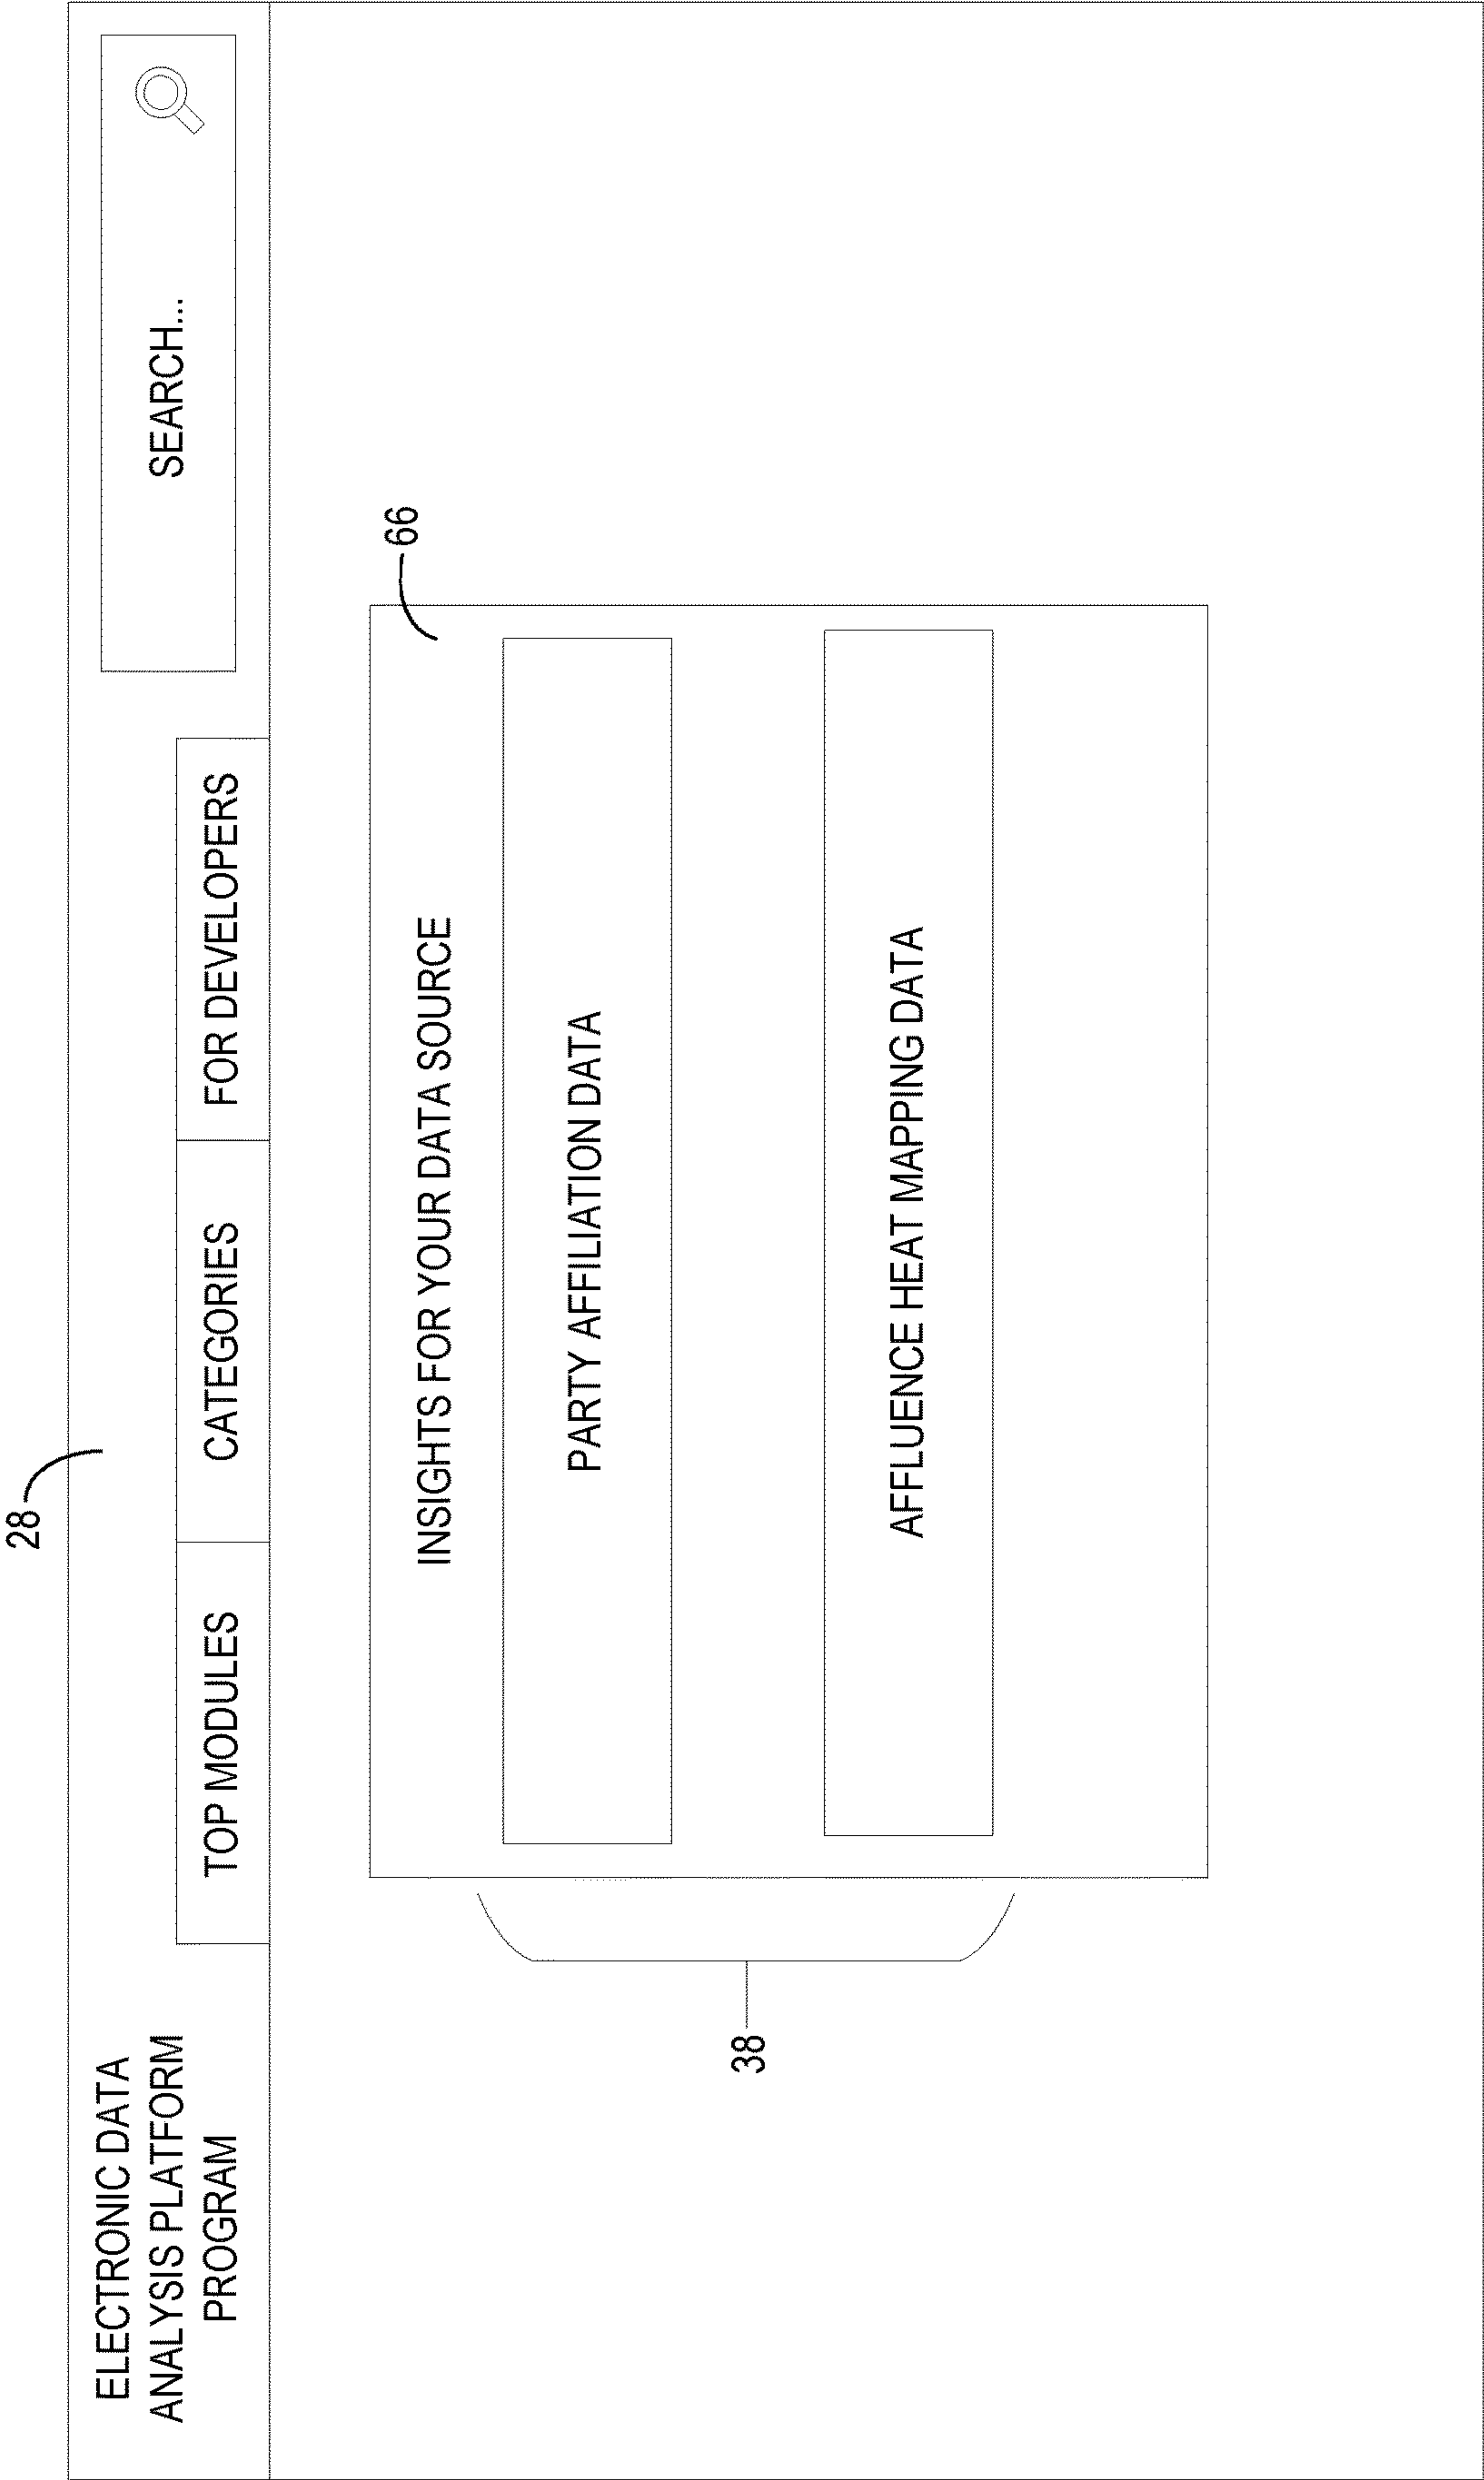 28
ELECTRONIC DATA
ANALYSIS PLATFORM
PROGRAM
TOP MODULES
CATEGORIES
FOR DEVELOPERS
SEARCH...
66
INSIGHTS FOR YOUR DATA SOURCE
PARTY AFFILIATION DATA
38
AFFLUENCE HEAT MAPPING DATA